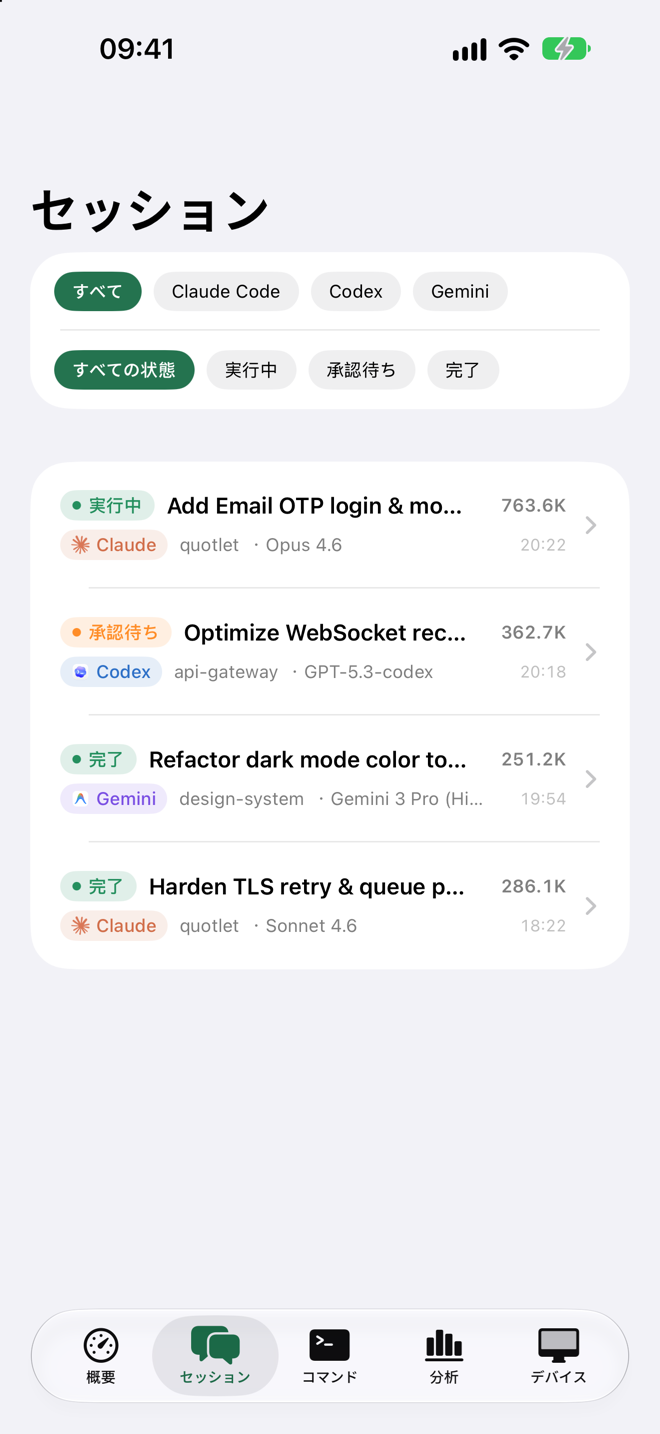 09:41
セッション
すべて Claude Code Codex Gemini
すべての状態 実行中 承認待ち 完了
実行中 Add Email OTP login & mo... 763.6K
Claude quotlet · Opus 4.6 20:22
承認待ち Optimize WebSocket rec... 362.7K
Codex api-gateway · GPT-5.3-codex 20:18
完了 Refactor dark mode color to... 251.2K
Gemini design-system · Gemini 3 Pro (Hi... 19:54
完了 Harden TLS retry & queue p... 286.1K
Claude quotlet · Sonnet 4.6 18:22
概要 セッション コマンド 分析 デバイス